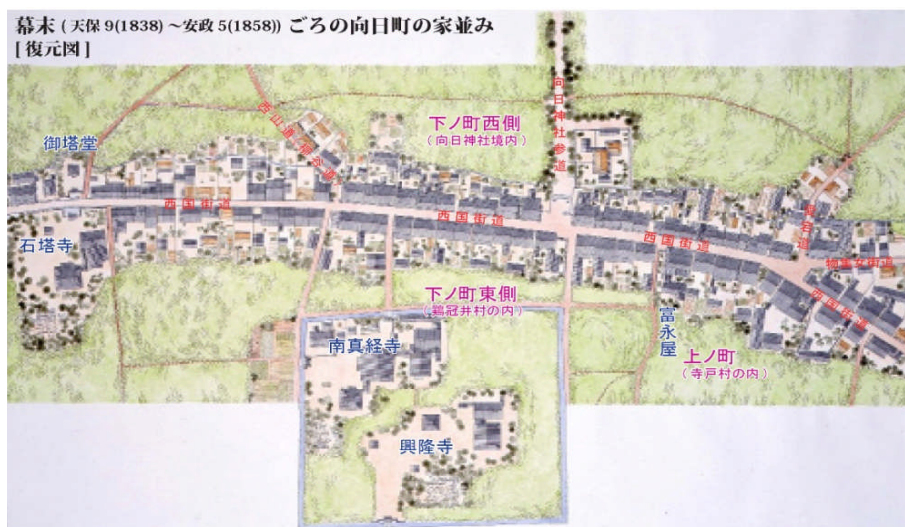 幕末（天保 9(1838) ～安政 5(1858)）ごろの向日町の家並み
[ 復元図 ]
向日神社参道
西山道・善峰道
御塔堂
下ノ町西側
（向日神社境内）
西国街道
西国街道
西国街道
物集女街道
西国街道
石塔寺
下ノ町東側
（鶏冠井村の内）
富永屋
南真経寺
上ノ町
（寺戸村の内）
興隆寺